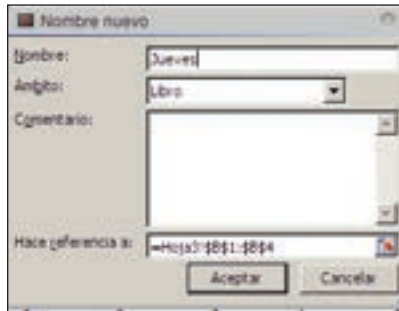 Nombre nuevo
Nombre: Jueves
Ámbito: Libro
Comentario:
Hace referencia a: =Hoja3!$B$1:$B$4
Aceptar Cancelar